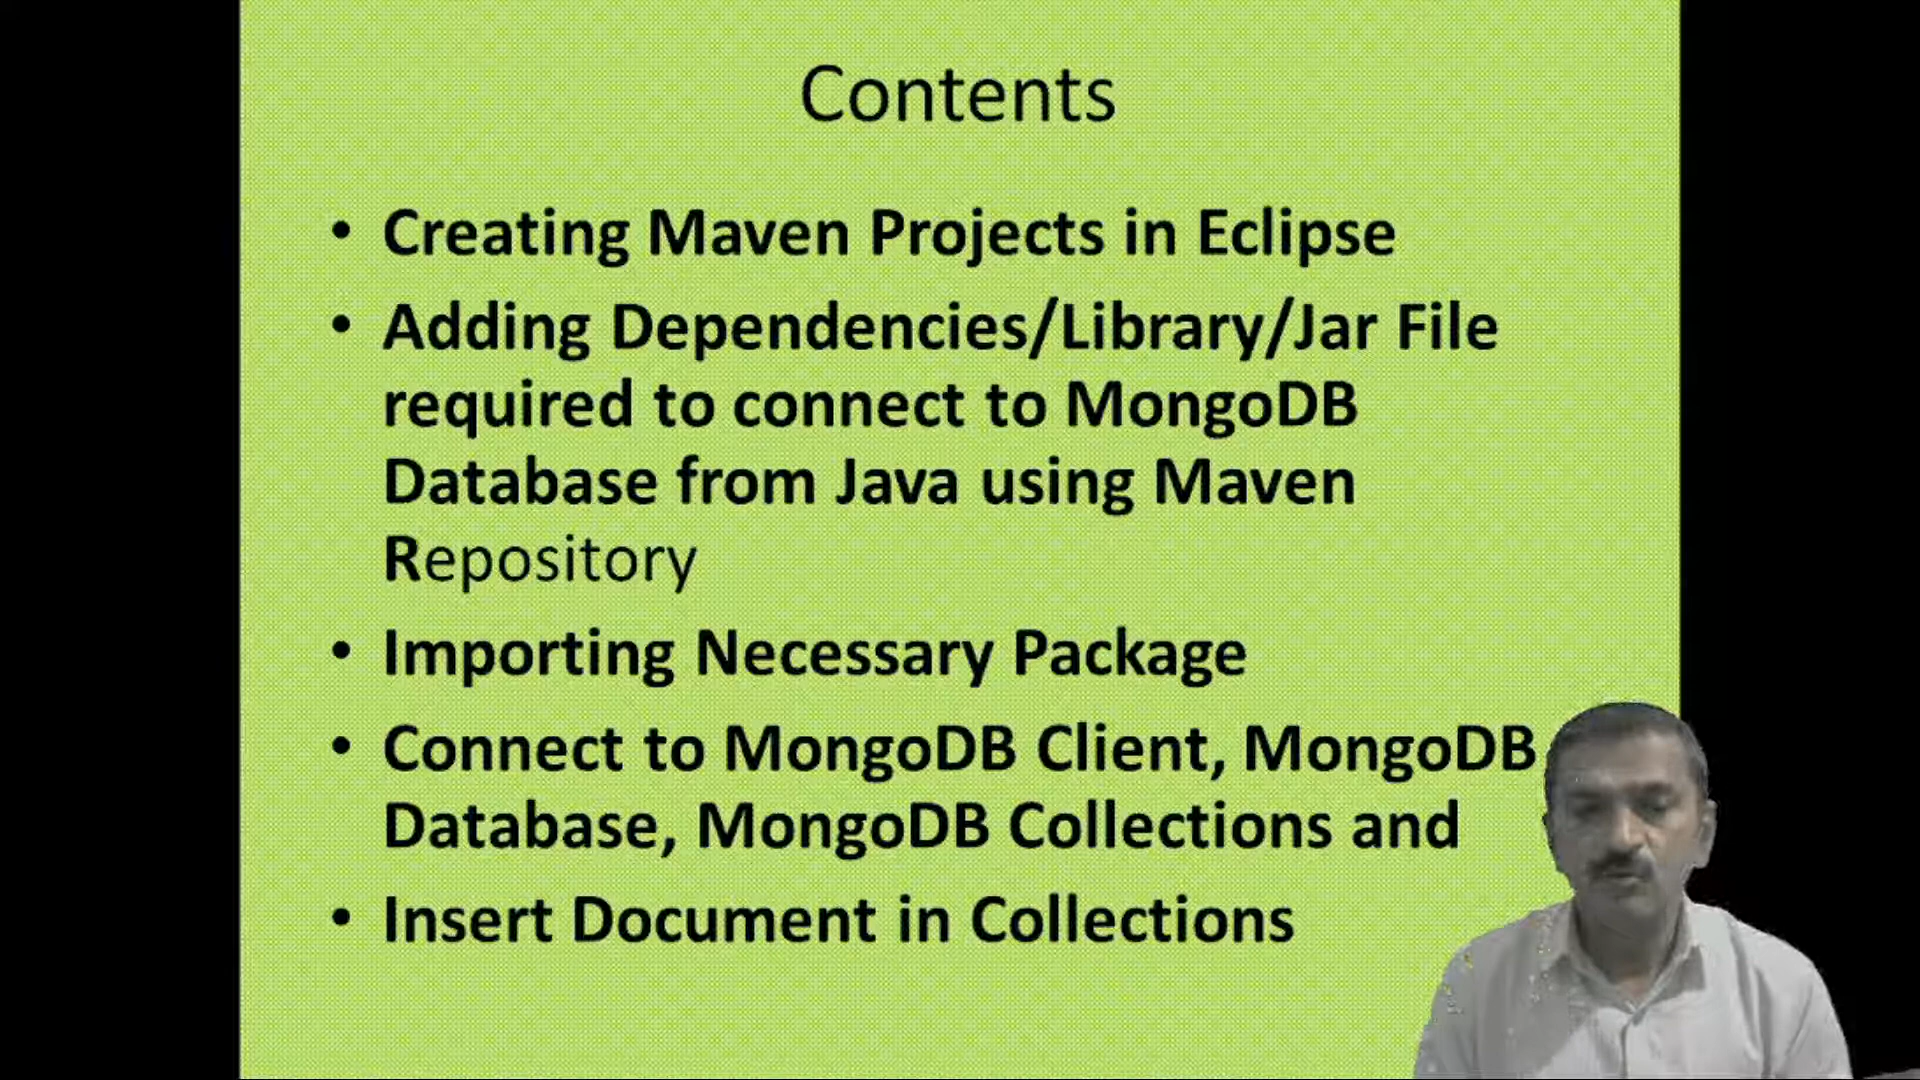 Contents
• Creating Maven Projects in Eclipse
• Adding Dependencies/Library/Jar File
required to connect to MongoDB
Database from Java using Maven
Repository
• Importing Necessary Package
• Connect to MongoDB Client, MongoDB
Database, MongoDB Collections and
• Insert Document in Collections